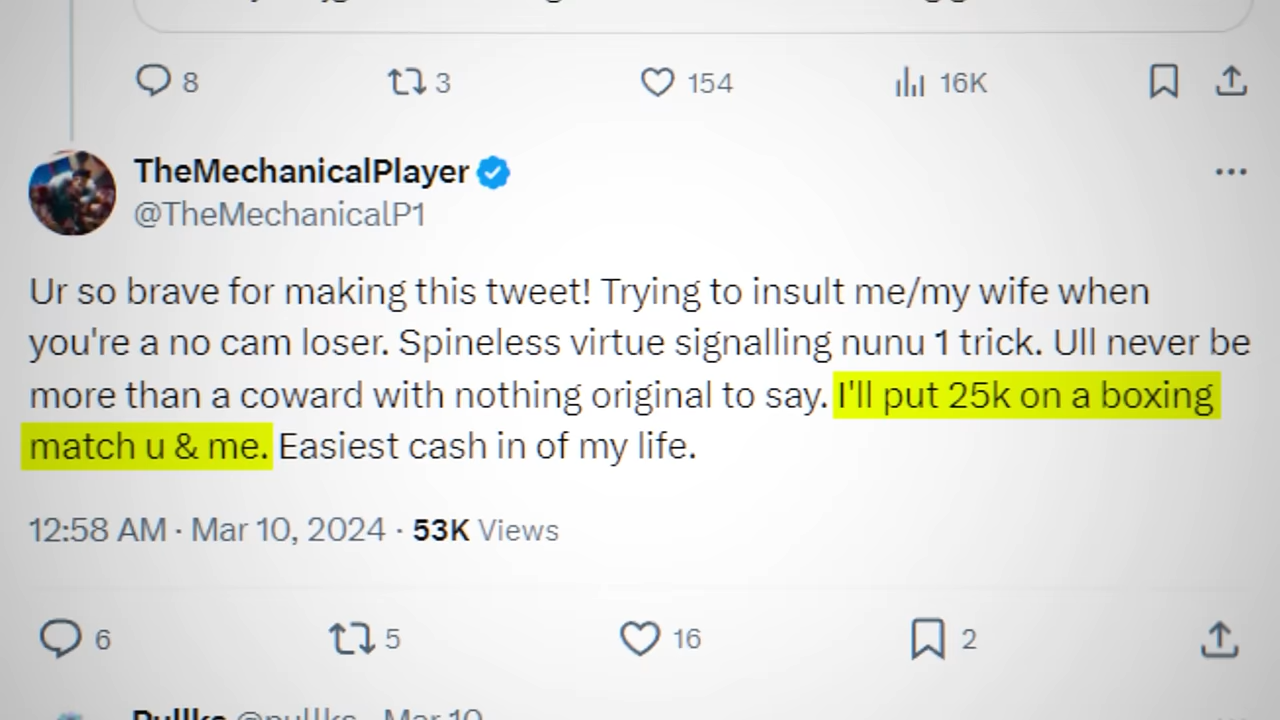 8 3 154 16K
TheMechanicalPlayer
@TheMechanicalP1
Ur so brave for making this tweet! Trying to insult me/my wife when
you're a no cam loser. Spineless virtue signalling nunu 1 trick. Ull never be
more than a coward with nothing original to say. I'll put 25k on a boxing
match u & me. Easiest cash in of my life.
12:58 AM · Mar 10, 2024 · 53K Views
6 5 16 2
Mar 10